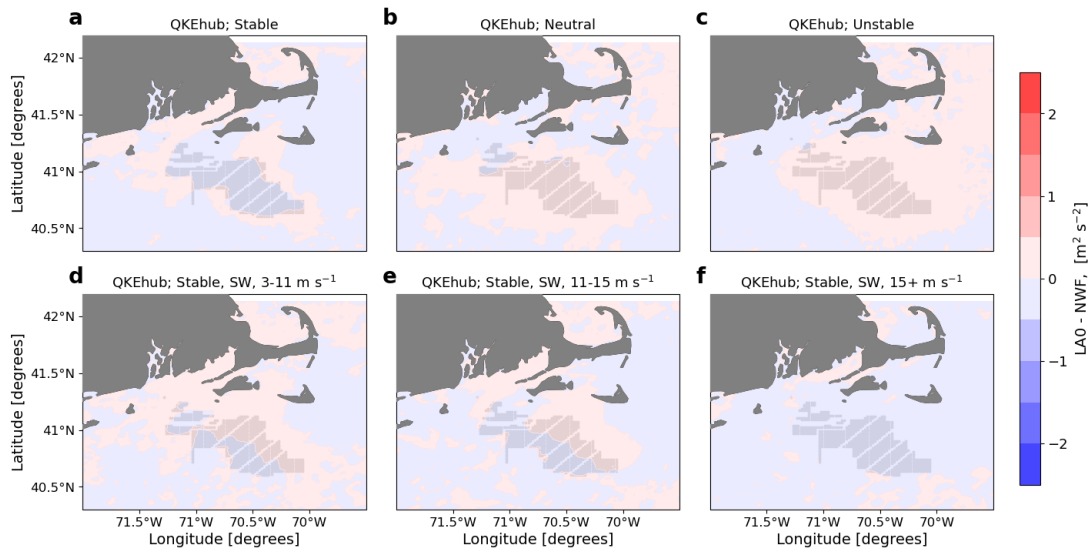 a QKEhub; Stable
b QKEhub; Neutral
c QKEhub; Unstable
42°N
41.5°N
41°N
40.5°N
Latitude [degrees]
d QKEhub; Stable, SW, 3-11 m s⁻¹
e QKEhub; Stable, SW, 11-15 m s⁻¹
f QKEhub; Stable, SW, 15+ m s⁻¹
42°N
41.5°N
41°N
40.5°N
Latitude [degrees]
71.5°W 71°W 70.5°W 70°W
71.5°W 71°W 70.5°W 70°W
71.5°W 71°W 70.5°W 70°W
Longitude [degrees]
Longitude [degrees]
Longitude [degrees]
2
1
0
−1
−2
LA0 - NWF, [m² s⁻²]